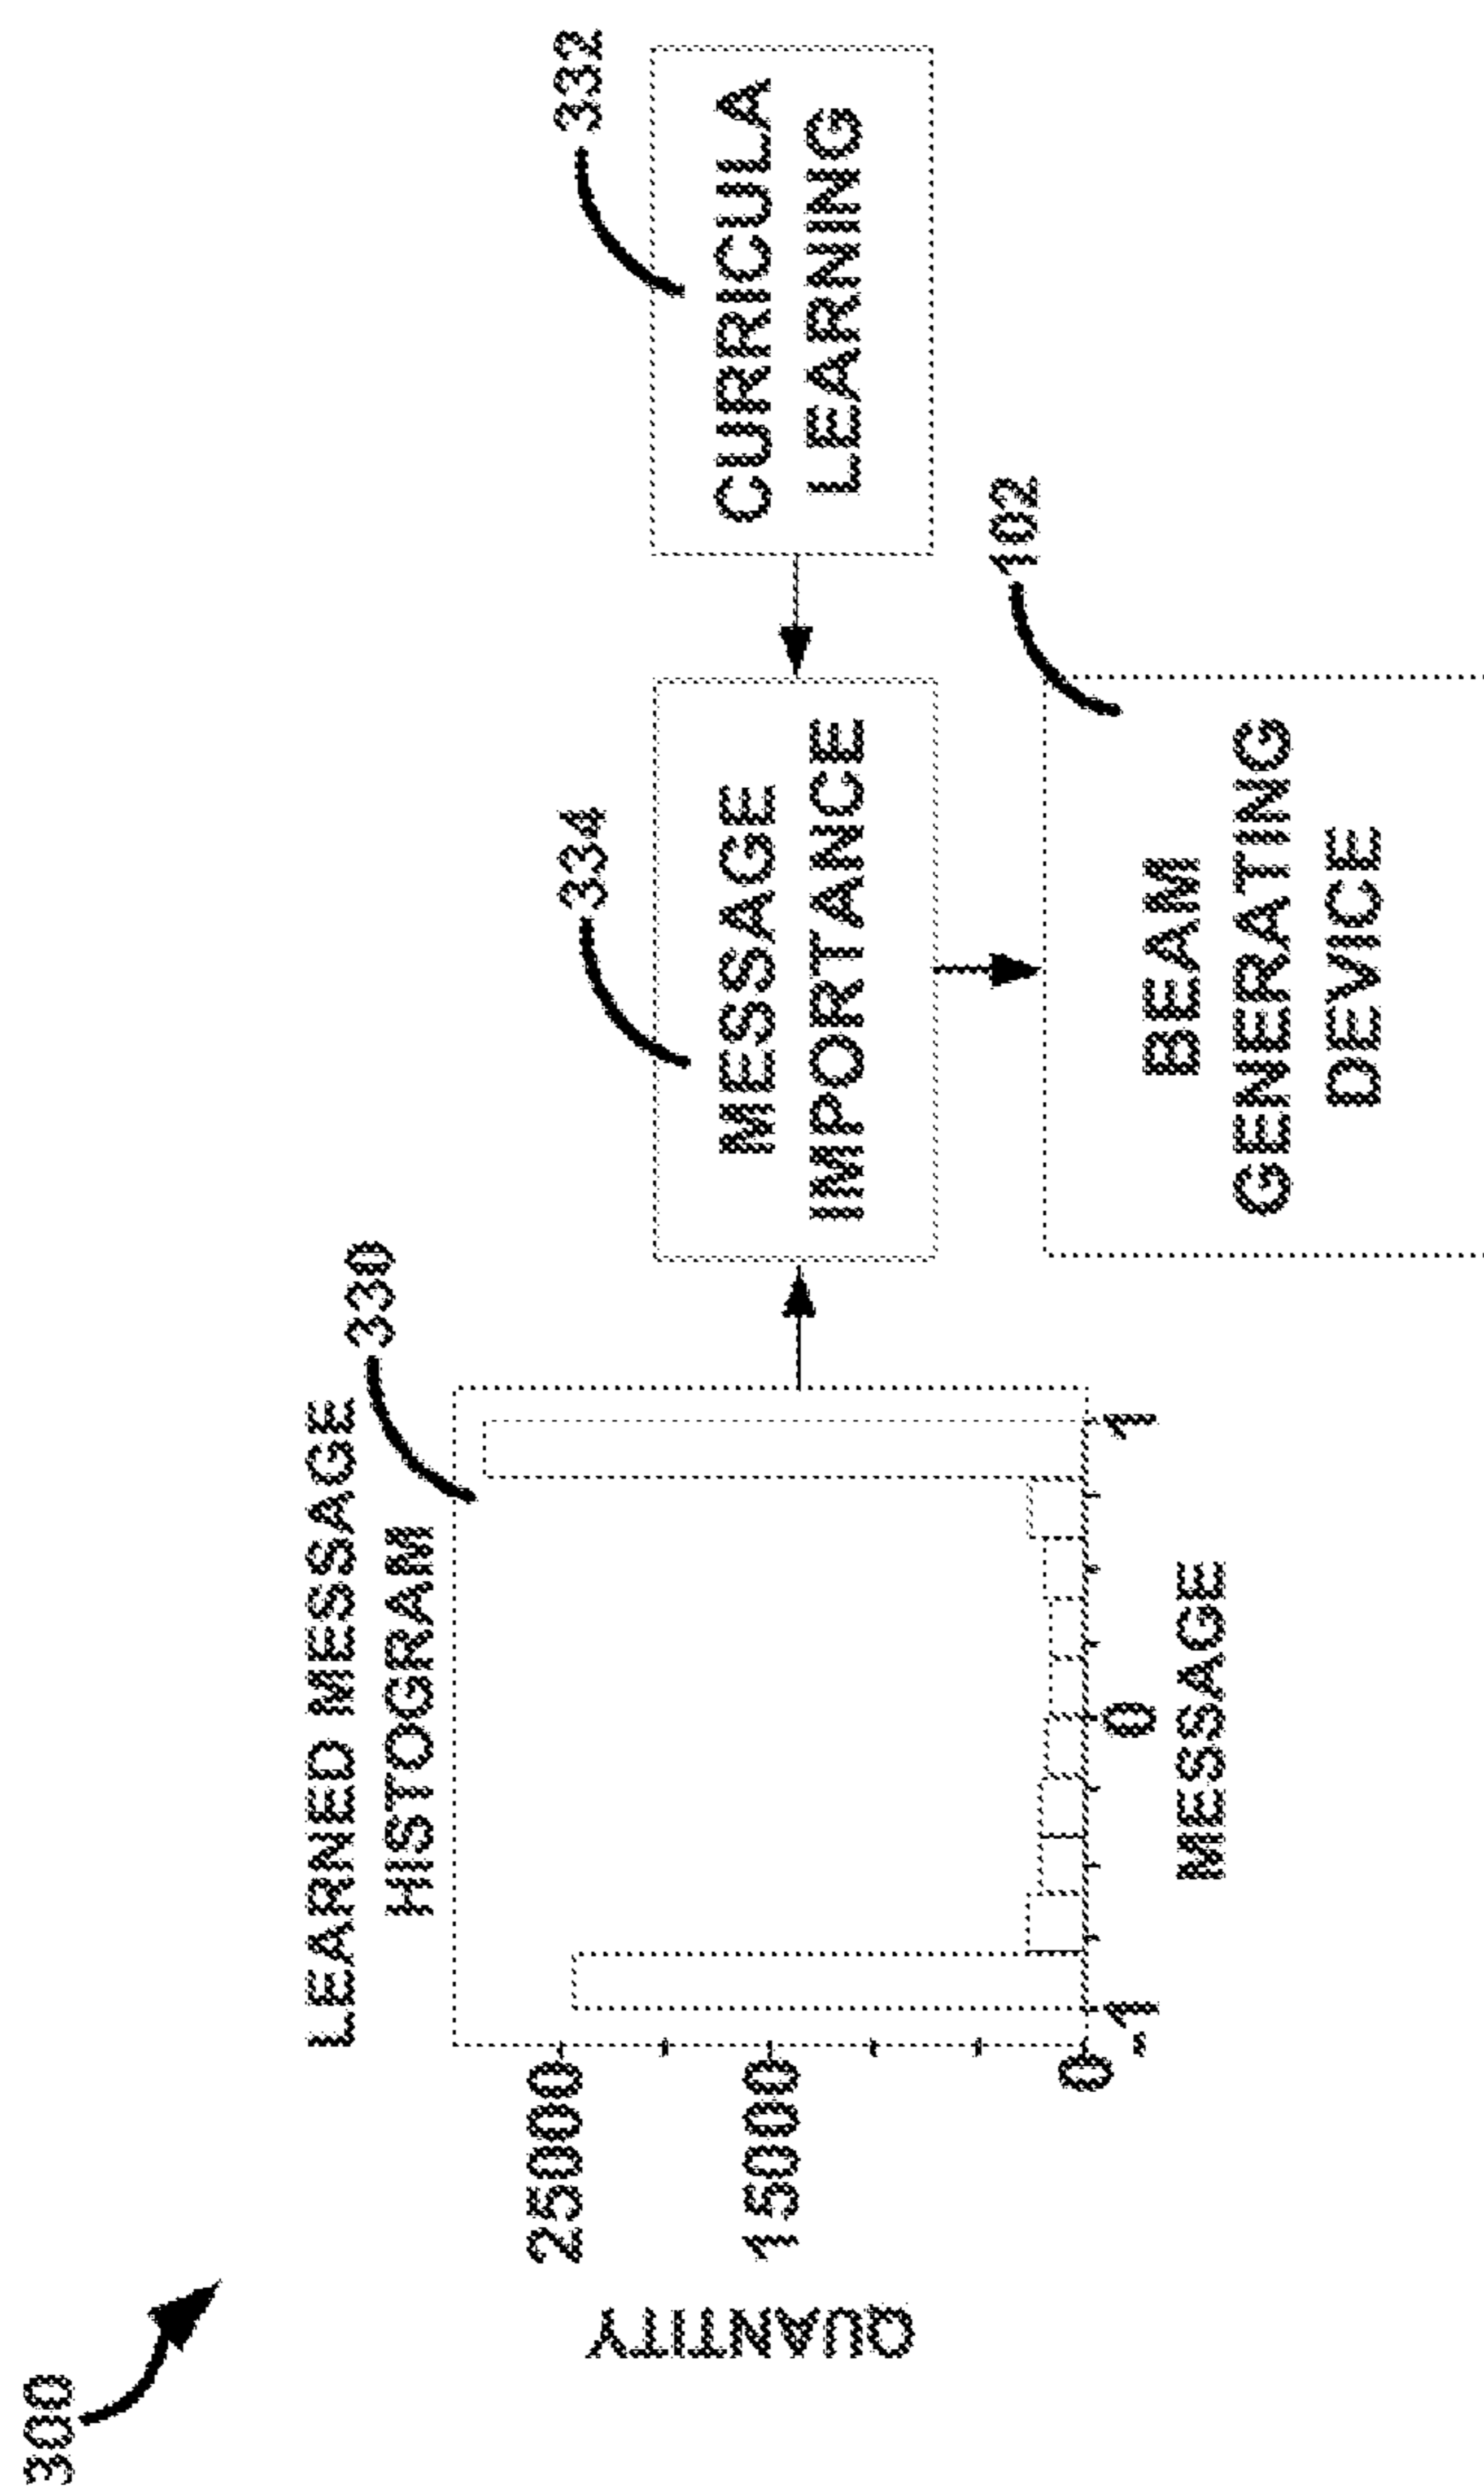 300
LEARNED MESSAGE
HISTOGRAM
330
QUANTITY
25000
15000
0
-1
0
1
MESSAGE
334
MESSAGE
IMPORTANCE
332
CURRICULA
LEARNING
102
BEAM
GENERATING
DEVICE